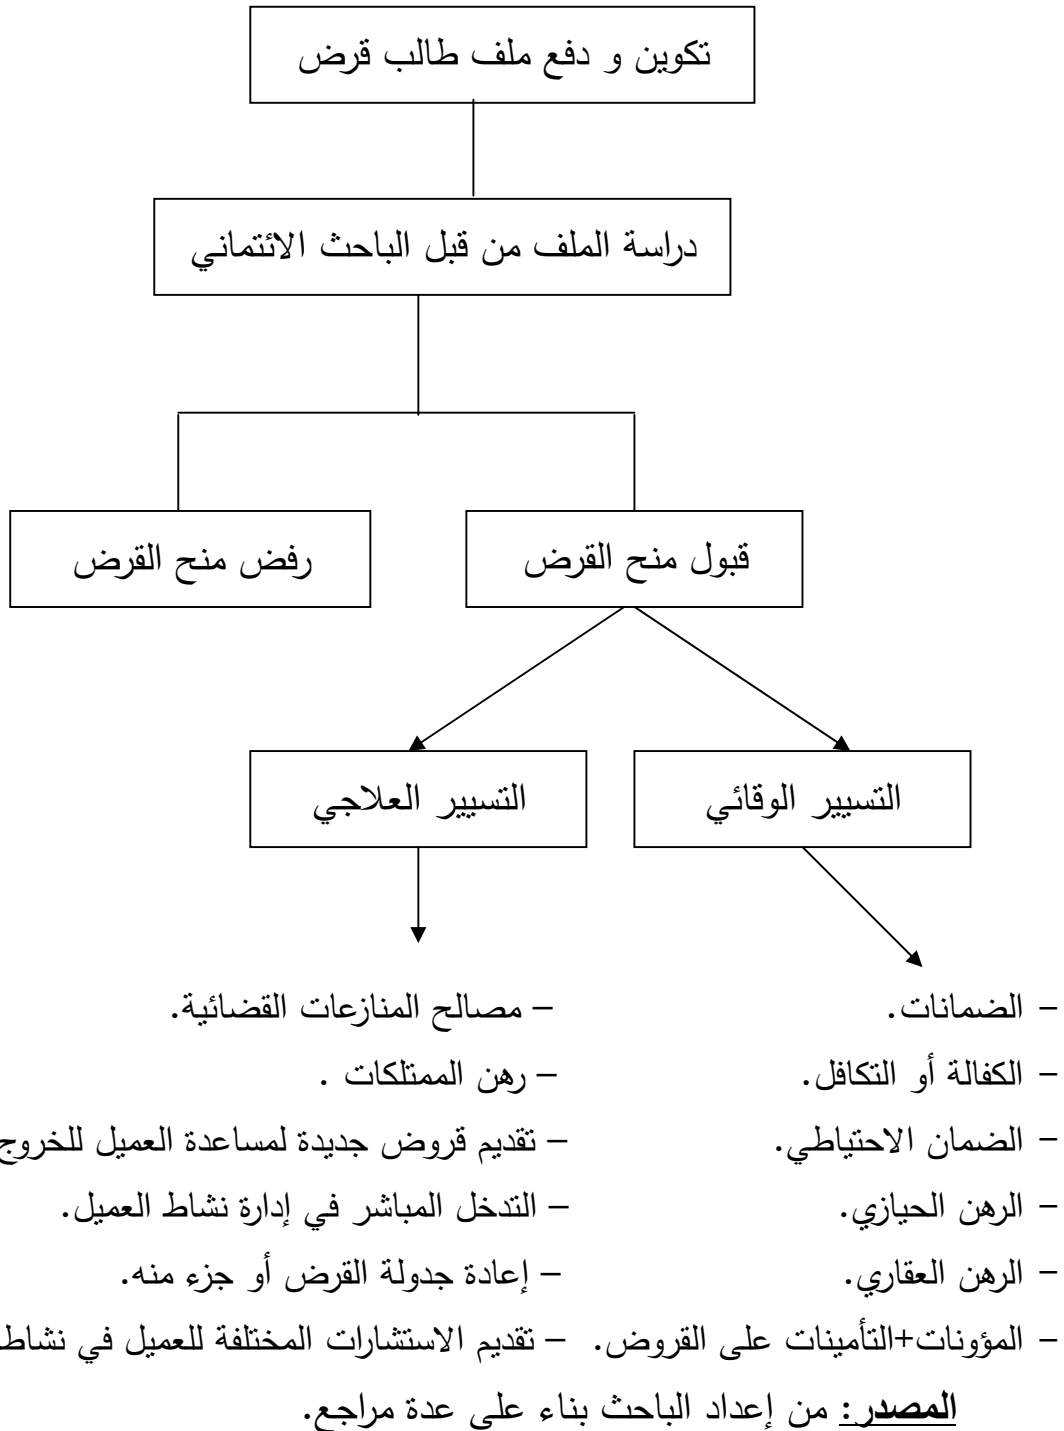 تكوين و دفع ملف طالب قرض
دراسة الملف من قبل الباحث الائتماني
قبول منح القرض
رفض منح القرض
التسيير الوقائي
التسيير العلاجي
– الضمانات.
– مصالح المنازعات القضائية.
– الكفالة أو التكافل.
– رهن الممتلكات .
– الضمان الاحتياطي.
– تقديم قروض جديدة لمساعدة العميل للخروج
– الرهن الحيازي.
– التدخل المباشر في إدارة نشاط العميل.
– الرهن العقاري.
– إعادة جدولة القرض أو جزء منه.
– المؤونات+التأمينات على القروض.
– تقديم الاستشارات المختلفة للعميل في نشاط
المصدر: من إعداد الباحث بناء على عدة مراجع.